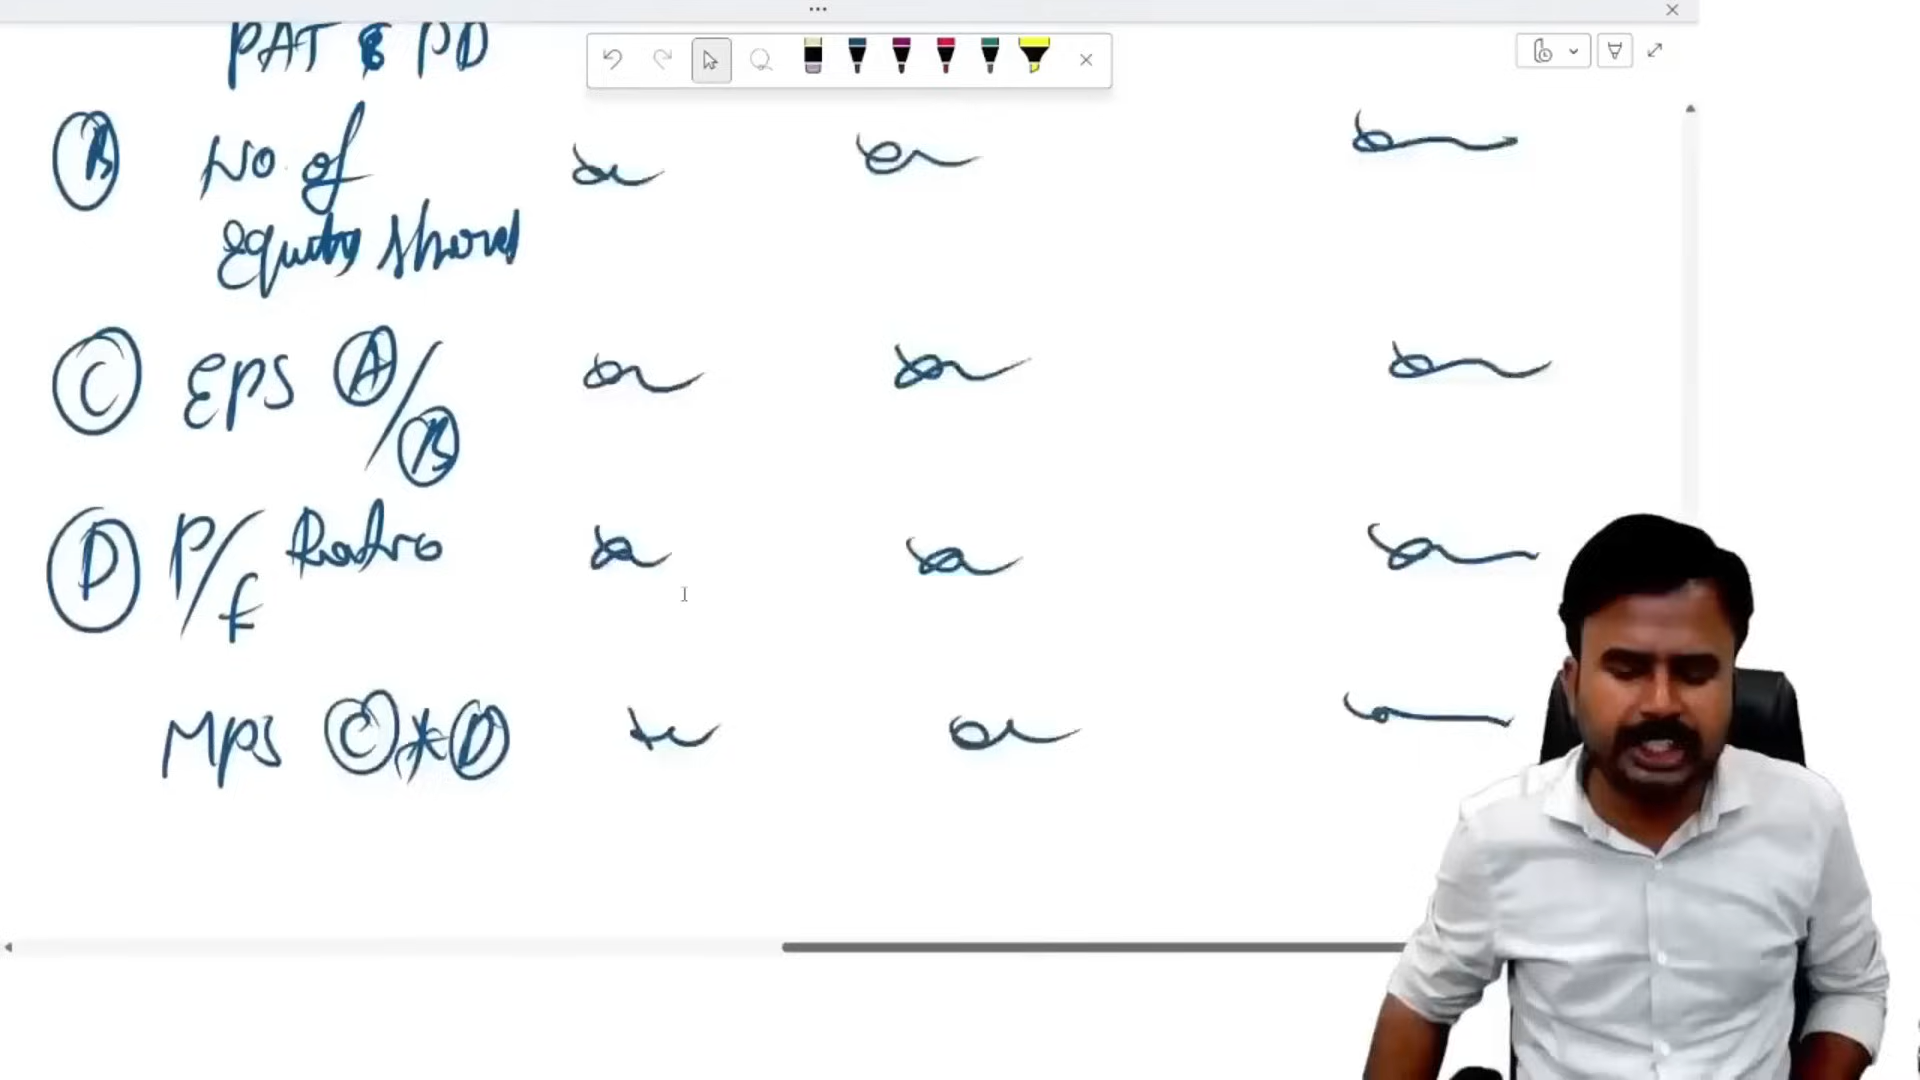 PAT & PD
B No. of
Equity Shares
C EPS A/B
D P/E Ratio
MPS C * D